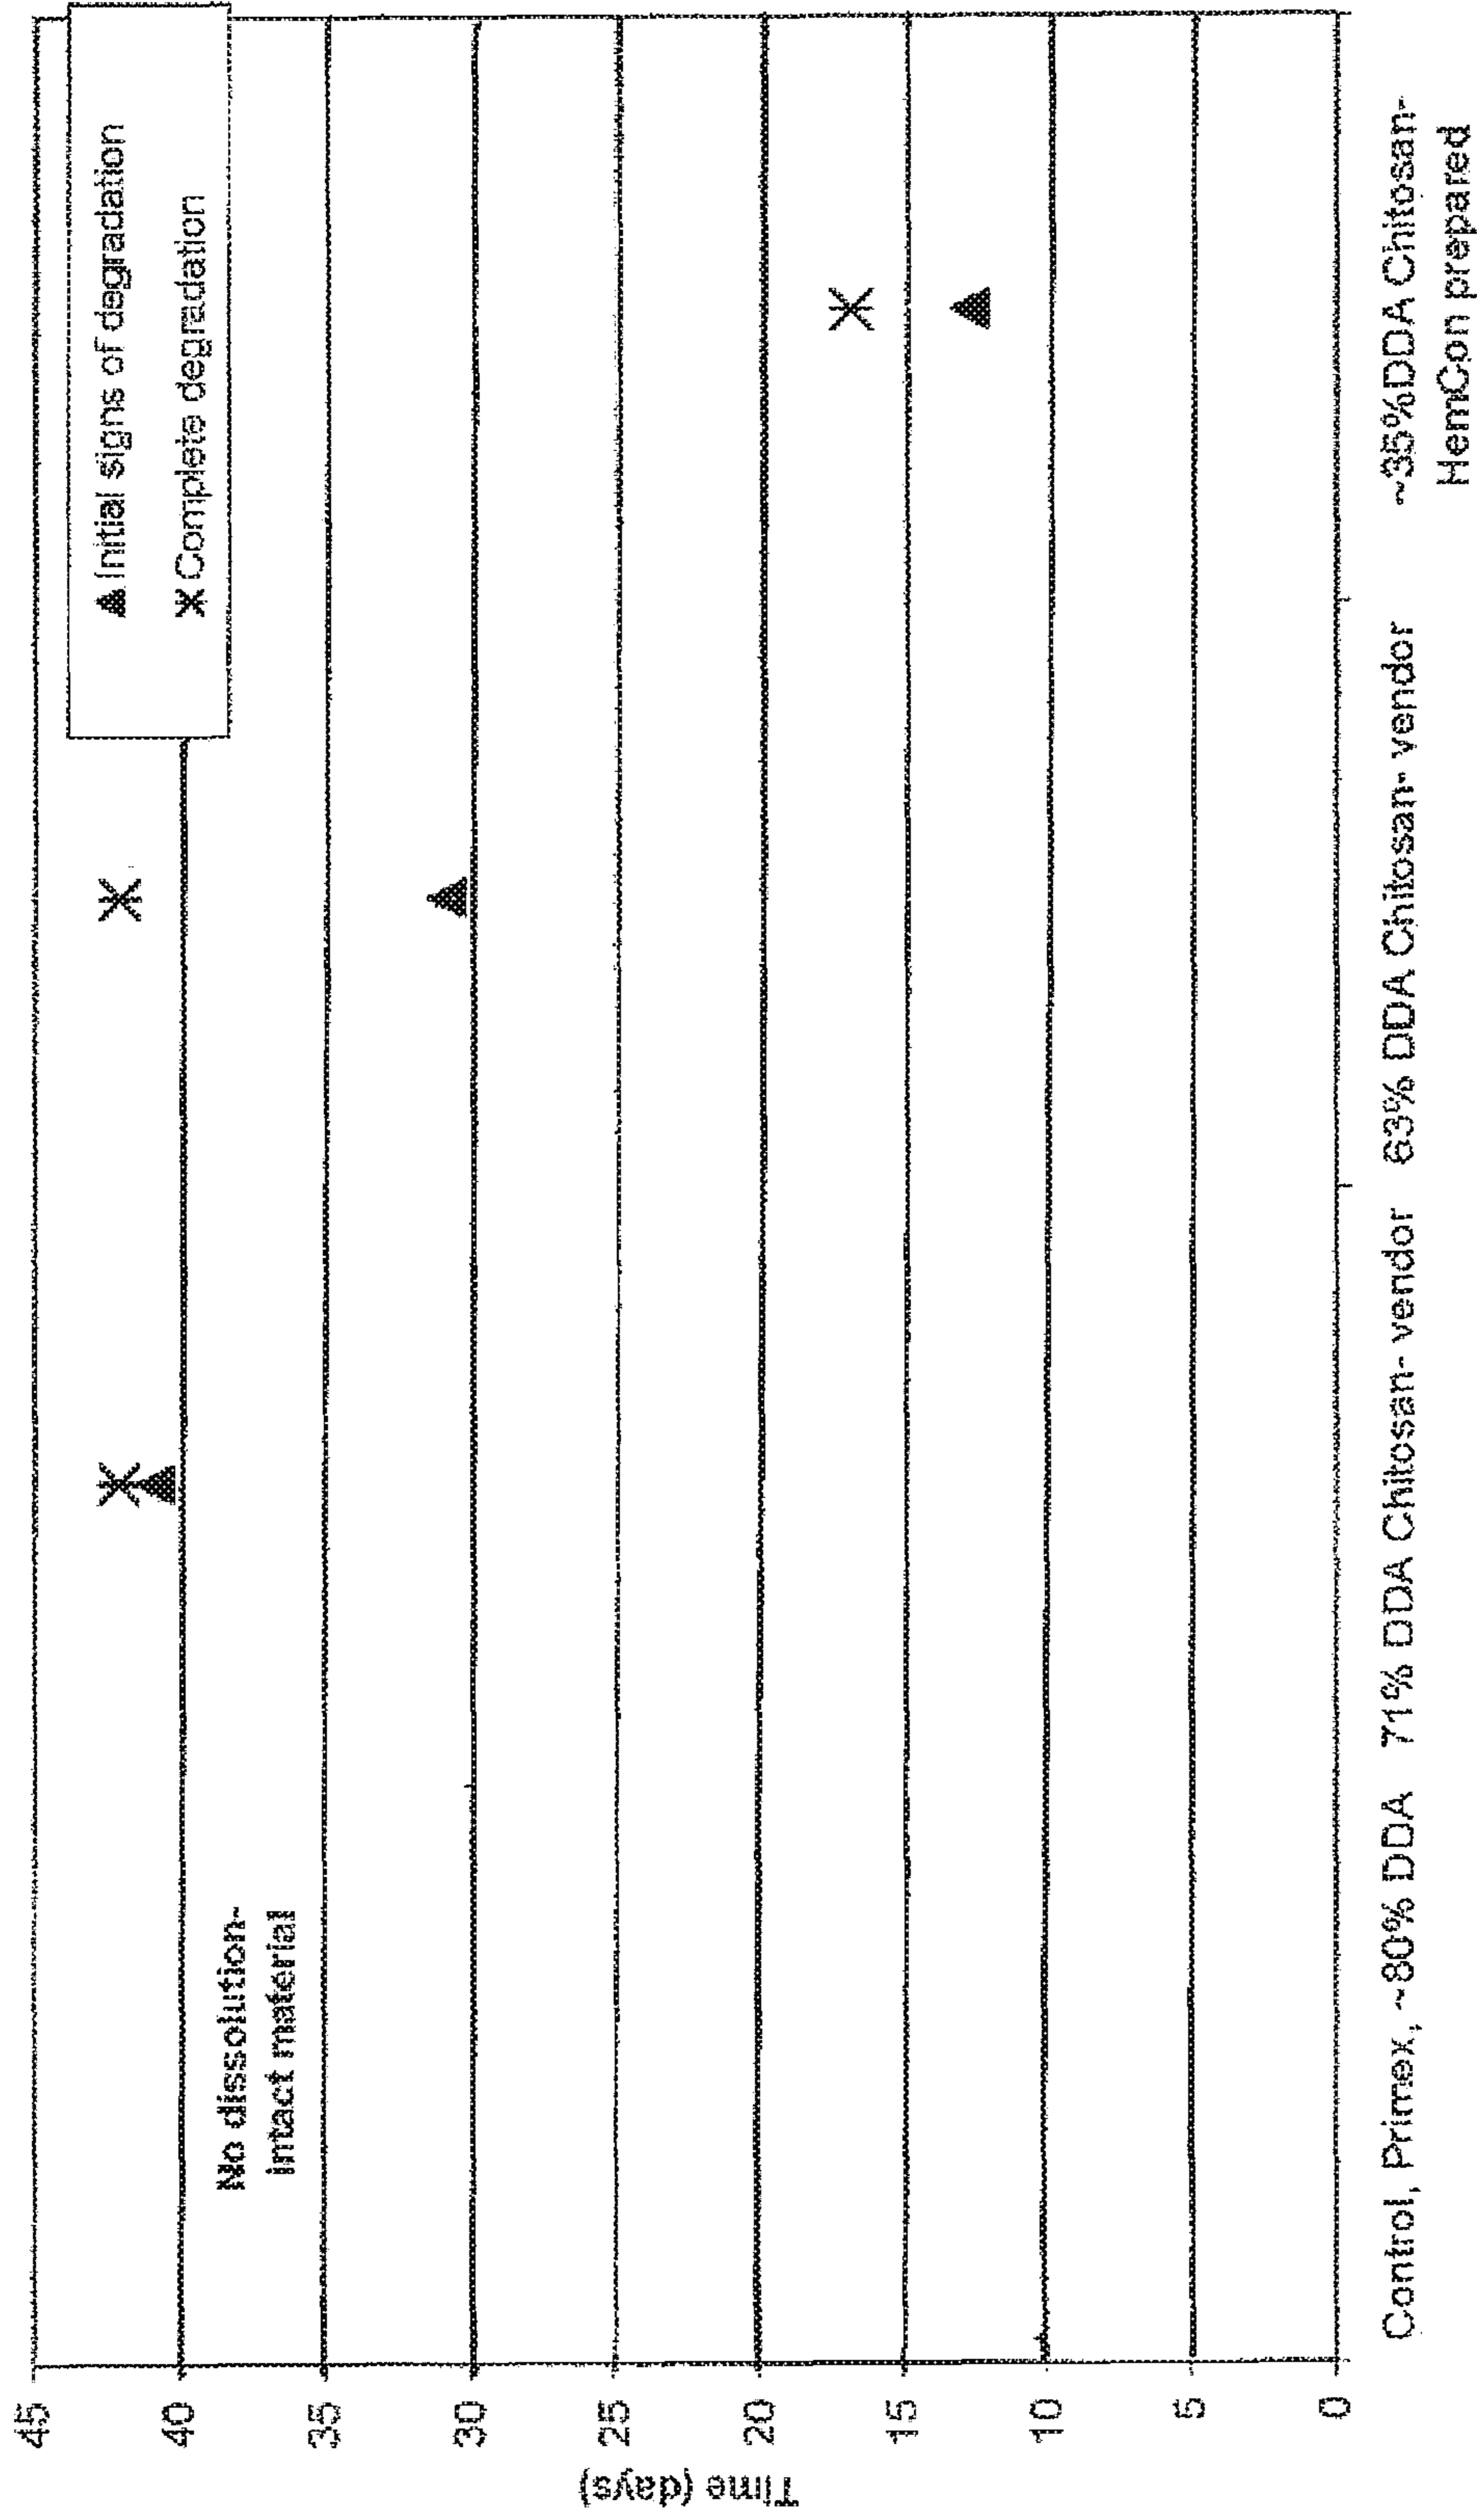 Initial signs of degradation
Complete degradation
No dissolution-
intact material
45
40
35
30
25
20
15
10
5
0
Time (days)
Control, Primex, ~80% DDA
71% DDA Chitosan- vendor
63% DDA Chitosan- vendor
~35%DDA Chitosan-
HemCon prepared